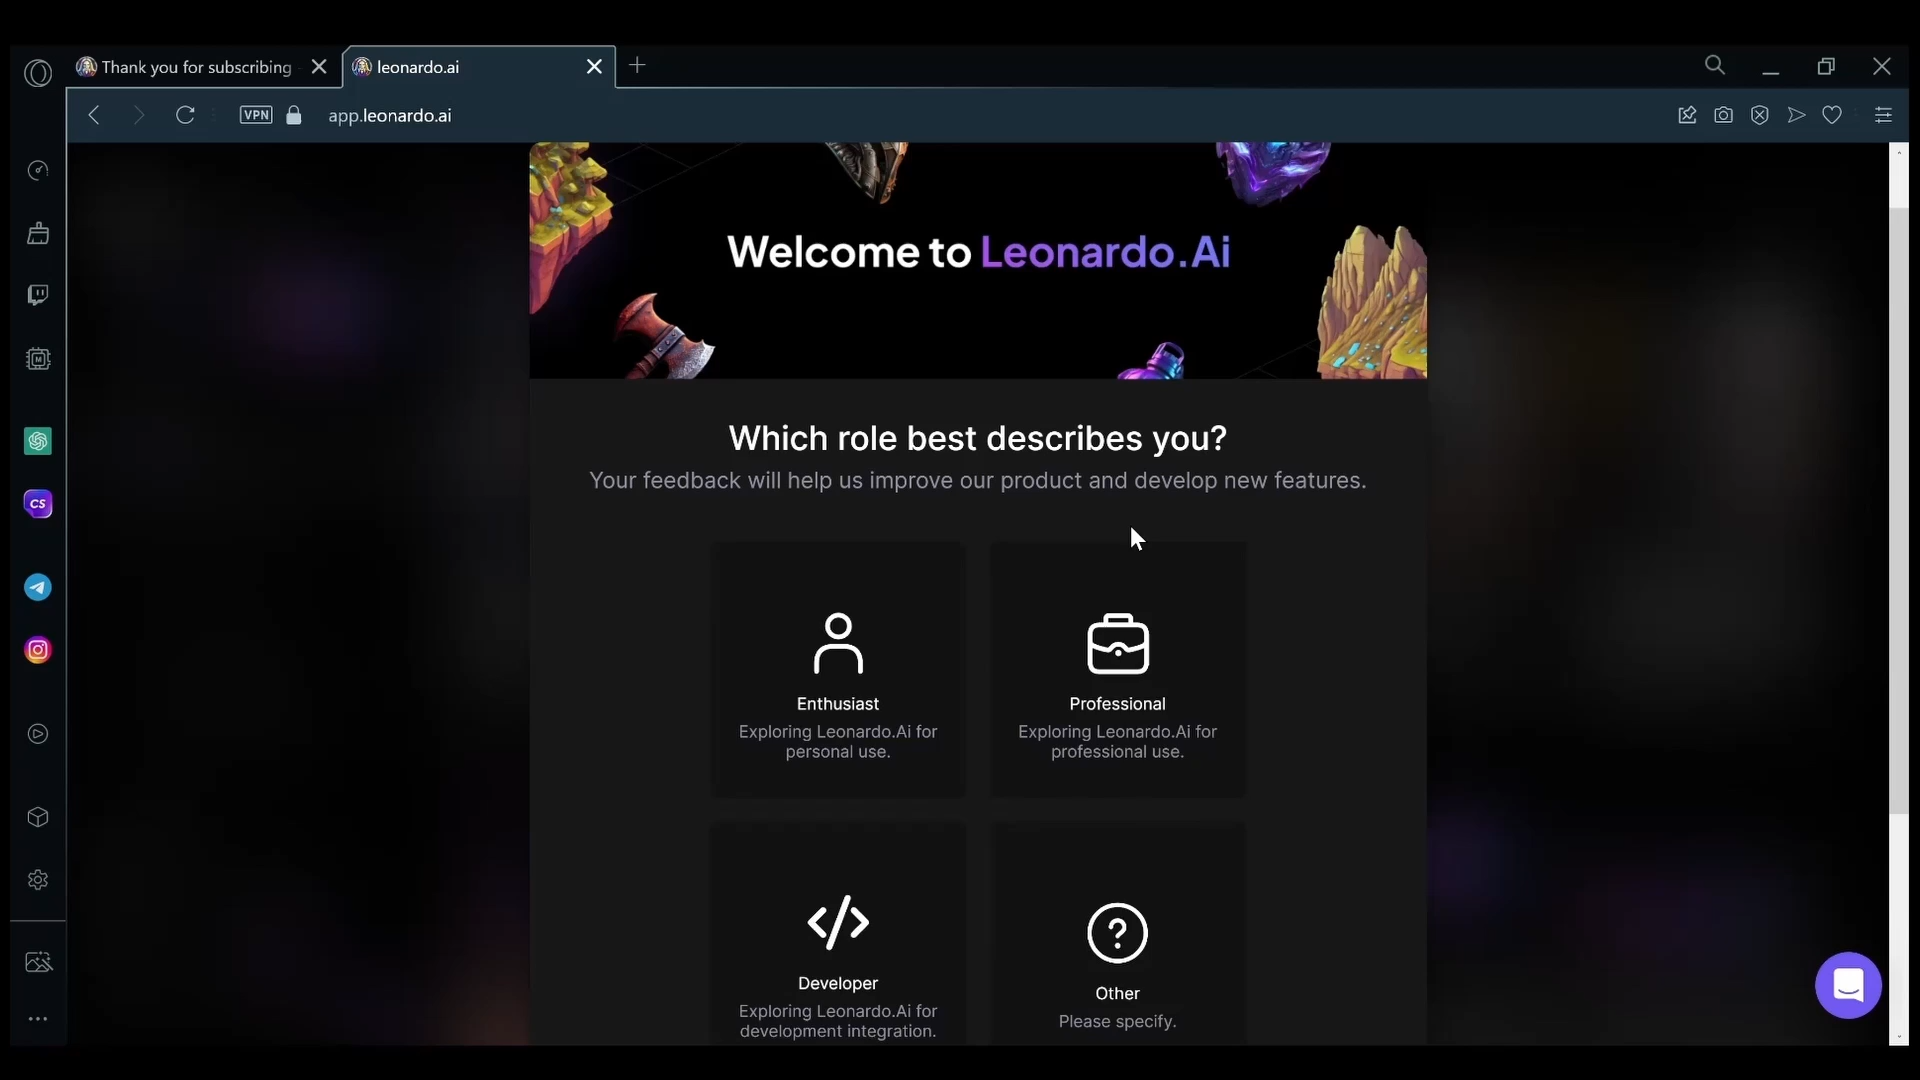 Thank you for subscribing
leonardo.ai
VPN
app.leonardo.ai
Welcome to Leonardo.Ai
Which role best describes you?
Your feedback will help us improve our product and develop new features.
Enthusiast
Exploring Leonardo.Ai for
personal use.
Professional
Exploring Leonardo.Ai for
professional use.
CS
Developer
Exploring Leonardo.Ai for
development integration.
Other
Please specify.